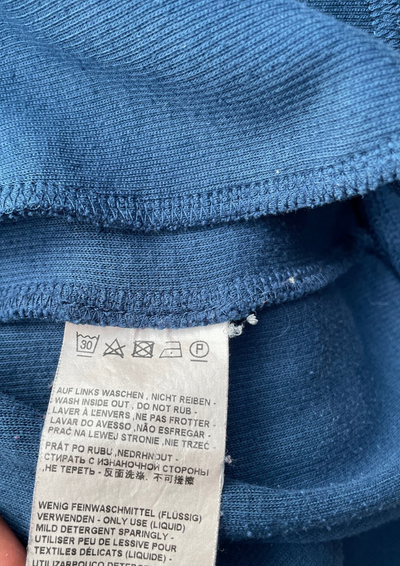 30 P
AUF LINKS WASCHEN , NICHT REIBEN -
WASH INSIDE OUT , DO NOT RUB -
LAVER À L'ENVERS ,NE PAS FROTTER -
LAVAR DO AVESSO ,NÃO ESFREGAR -
PRAĆ NA LEWEJ STRONIE ,NIE TRZEĆ -
PRÁT PO RUBU , NEDRHNOUT -
СТИРАТЬ С ИЗНАНОЧНОЙ СТОРОНЫ
,НЕ ТЕРЕТЬ - 反面洗涤, 不可擦搓
WENIG FEINWASCHMITTEL (FLÜSSIG)
VERWENDEN - ONLY USE (LIQUID)
MILD DETERGENT SPARINGLY -
UTILISER PEU DE LESSIVE POUR
TEXTILES DÉLICATS (LIQUIDE) -
UTILIZAR POUCO